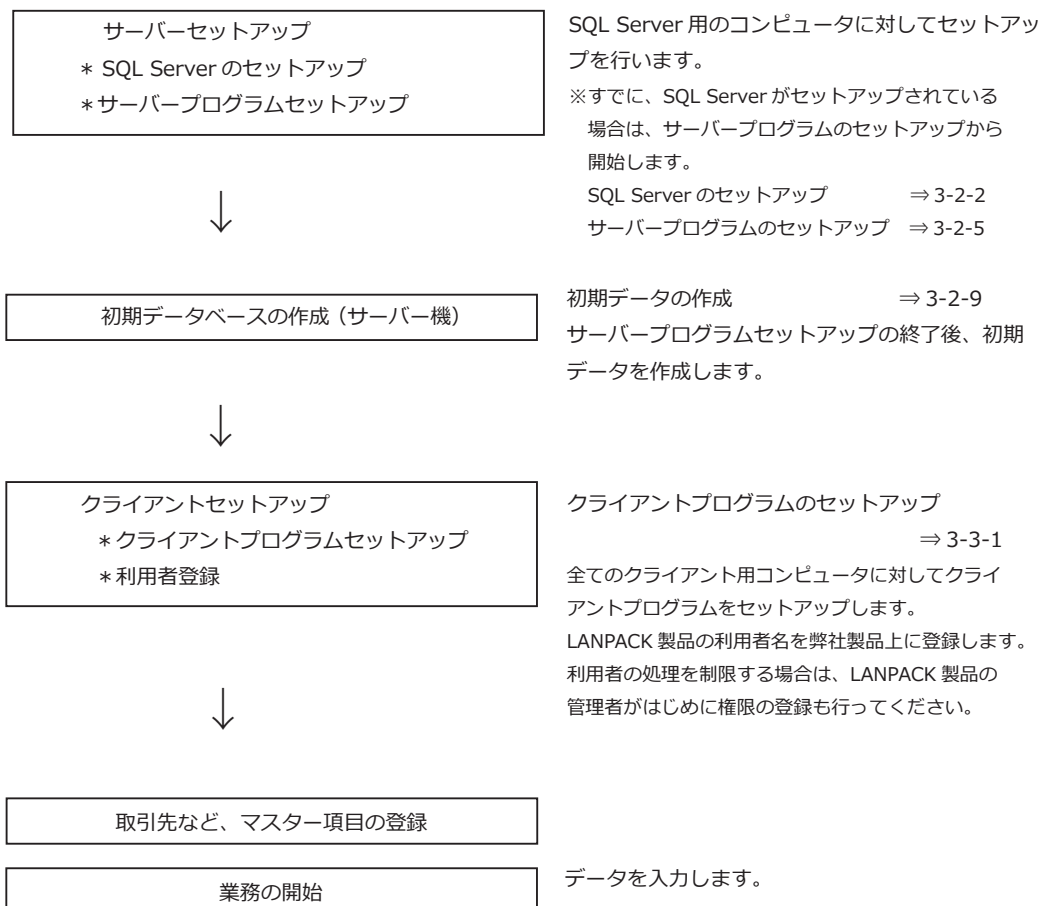 サーバーセットアップ
＊ SQL Server のセットアップ
＊サーバープログラムセットアップ
SQL Server 用のコンピュータに対してセットアッ
プを行います。
※すでに、SQL Server がセットアップされている
場合は、サーバープログラムのセットアップから
開始します。
SQL Server のセットアップ ⇒ 3-2-2
サーバープログラムのセットアップ ⇒ 3-2-5
↓
初期データベースの作成（サーバー機）
初期データの作成 ⇒ 3-2-9
サーバープログラムセットアップの終了後、初期
データを作成します。
↓
クライアントセットアップ
＊クライアントプログラムセットアップ
＊利用者登録
クライアントプログラムのセットアップ
⇒ 3-3-1
全てのクライアント用コンピュータに対してクライ
アントプログラムをセットアップします。
LANPACK 製品の利用者名を弊社製品上に登録します。
利用者の処理を制限する場合は、LANPACK 製品の
管理者がはじめに権限の登録も行ってください。
↓
取引先など、マスター項目の登録
業務の開始
データを入力します。